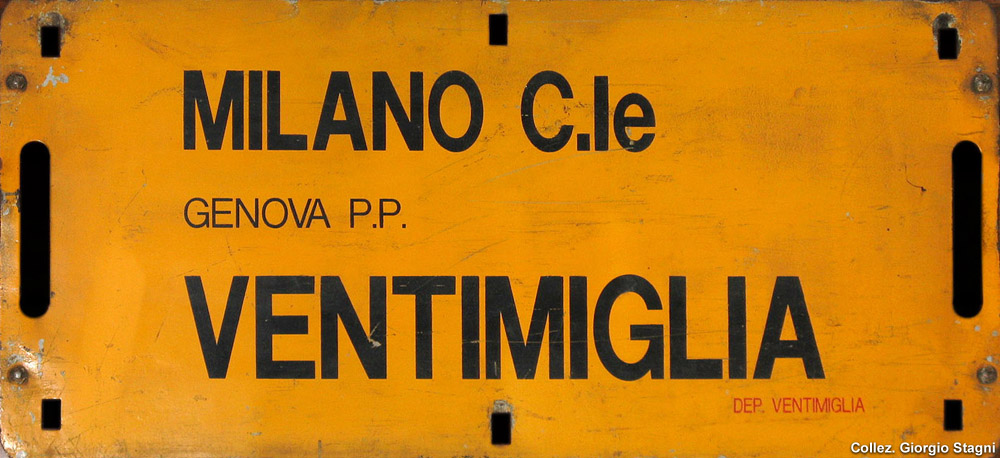 MILANO C.le
GENOVA P.P.
VENTIMIGLIA
DEP. VENTIMIGLIA
Collez. Giorgio Stagni